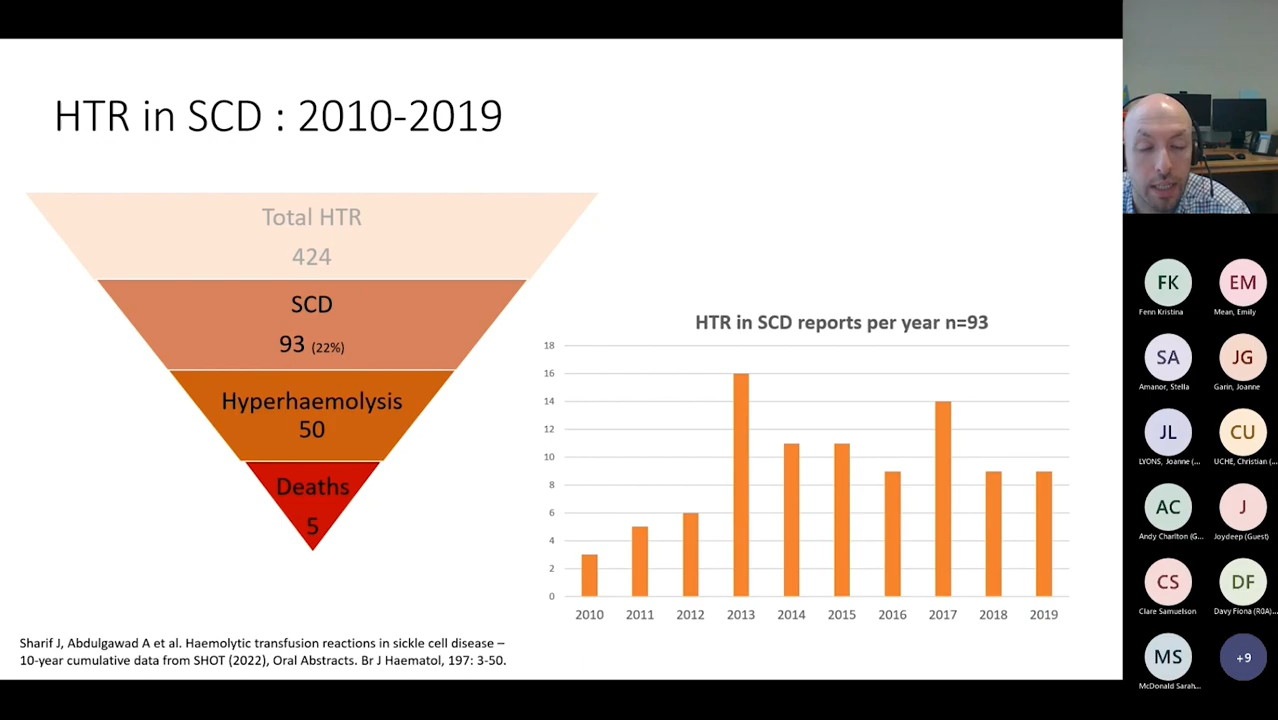 HTR in SCD : 2010-2019
Total HTR
424
SCD
93 (22%)
Hyperhaemolysis
50
Deaths
5
HTR in SCD reports per year n=93
18
16
14
12
10
8
6
4
2
0
2010 2011 2012 2013 2014 2015 2016 2017 2018 2019
Sharif J, Abdulgawad A et al. Haemolytic transfusion reactions in sickle cell disease –
10-year cumulative data from SHOT (2022), Oral Abstracts. Br J Haematol, 197: 3-50.
FK EM
Fenn Kristina Mean, Emily
SA JG
Amanor, Stella Garin, Joanne
JL CU
LYONS, Joanne (... UCHE, Christian (...
AC J
Andy Charlton (G... Joydeep (Guest)
CS DF
Clare Samuelson Davy Fiona (R0A)...
MS +9
McDonald Sarah...